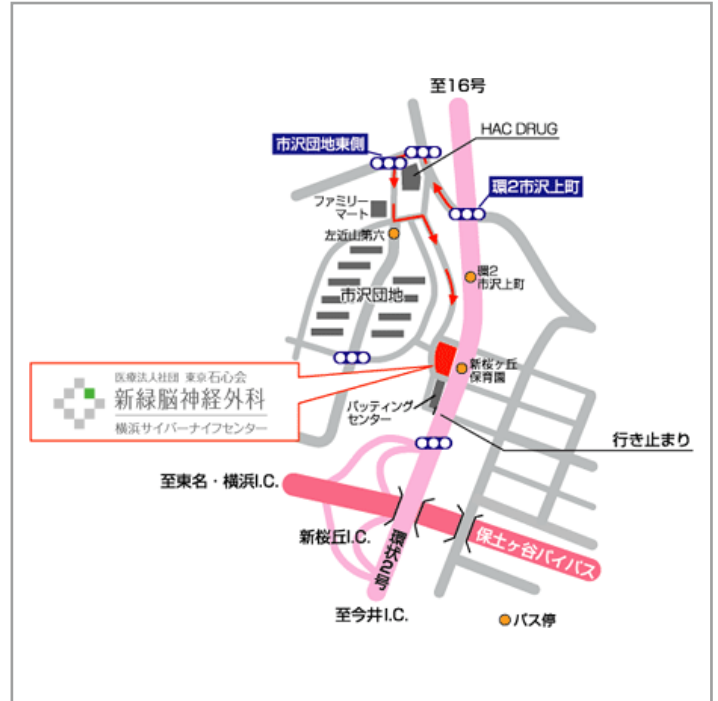 至16号
HAC DRUG
市沢団地東側
環2市沢上町
ファミリー
マート
左近山第六
環2
市沢上町
市沢団地
新桜ヶ丘
保育園
医療法人社団 東京石心会
新緑脳神経外科
横浜サイバーナイフセンター
バッティング
センター
行き止まり
至東名・横浜I.C.
新桜丘I.C.
環状2号
保土ヶ谷バイパス
至今井I.C.
バス停